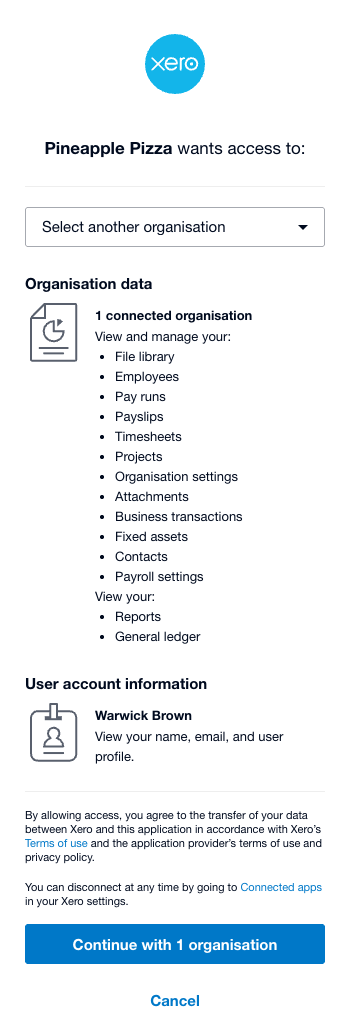 xero
Pineapple Pizza wants access to:
Select another organisation
Organisation data
1 connected organisation
View and manage your:
• File library
• Employees
• Pay runs
• Payslips
• Timesheets
• Projects
• Organisation settings
• Attachments
• Business transactions
• Fixed assets
• Contacts
• Payroll settings
View your:
• Reports
• General ledger
User account information
Warwick Brown
View your name, email, and user
profile.
By allowing access, you agree to the transfer of your data
between Xero and this application in accordance with Xero's
Terms of use and the application provider's terms of use and
privacy policy.
You can disconnect at any time by going to Connected apps
in your Xero settings.
Continue with 1 organisation
Cancel